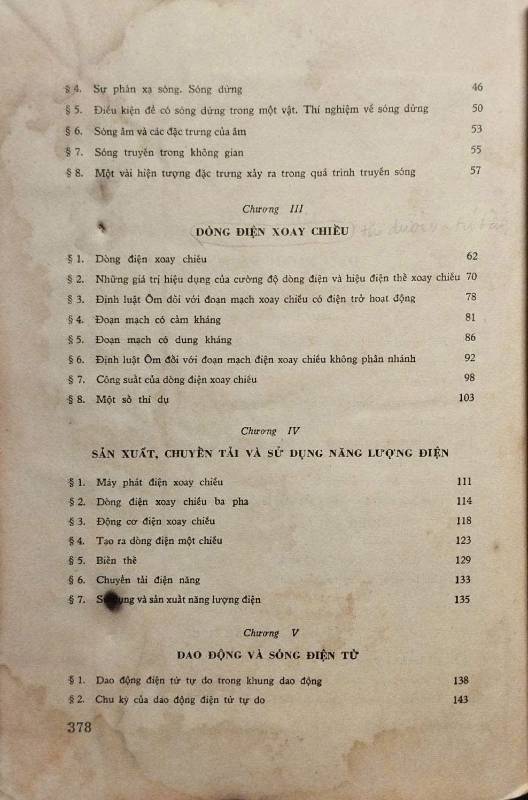 § 4. Sự phản xạ sóng. Sóng dừng 46
§ 5. Điều kiện để có sóng dừng trong một vật. Thí nghiệm về sóng dừng 50
§ 6. Sóng âm và các đặc trưng của âm 53
§ 7. Sóng truyền trong không gian 55
§ 8. Một vài hiện tượng đặc trưng xảy ra trong quá trình truyền sóng 57
Chương III
DÒNG ĐIỆN XOAY CHIỀU
§ 1. Dòng điện xoay chiều 62
§ 2. Những giá trị hiệu dụng của cường độ dòng điện và hiệu điện thế xoay chiều 70
§ 3. Định luật Ôm đối với đoạn mạch xoay chiều có điện trở hoạt động 78
§ 4. Đoạn mạch có cảm kháng 81
§ 5. Đoạn mạch có dung kháng 86
§ 6. Định luật Ôm đối với đoạn mạch điện xoay chiều không phân nhánh 92
§ 7. Công suất của dòng điện xoay chiều 98
§ 8. Một số thí dụ 103
Chương IV
SẢN XUẤT, CHUYỂN TẢI VÀ SỬ DỤNG NĂNG LƯỢNG ĐIỆN
§ 1. Máy phát điện xoay chiều 111
§ 2. Dòng điện xoay chiều ba pha 114
§ 3. Động cơ điện xoay chiều 118
§ 4. Tạo ra dòng điện một chiều 123
§ 5. Biến thế 129
§ 6. Chuyển tải điện năng 133
§ 7. Sử dụng và sản xuất năng lượng điện 135
Chương V
DAO ĐỘNG VÀ SÓNG ĐIỆN TỪ
§ 1. Dao động điện từ tự do trong khung dao động 138
§ 2. Chu kỳ của dao động điện từ tự do 143
378